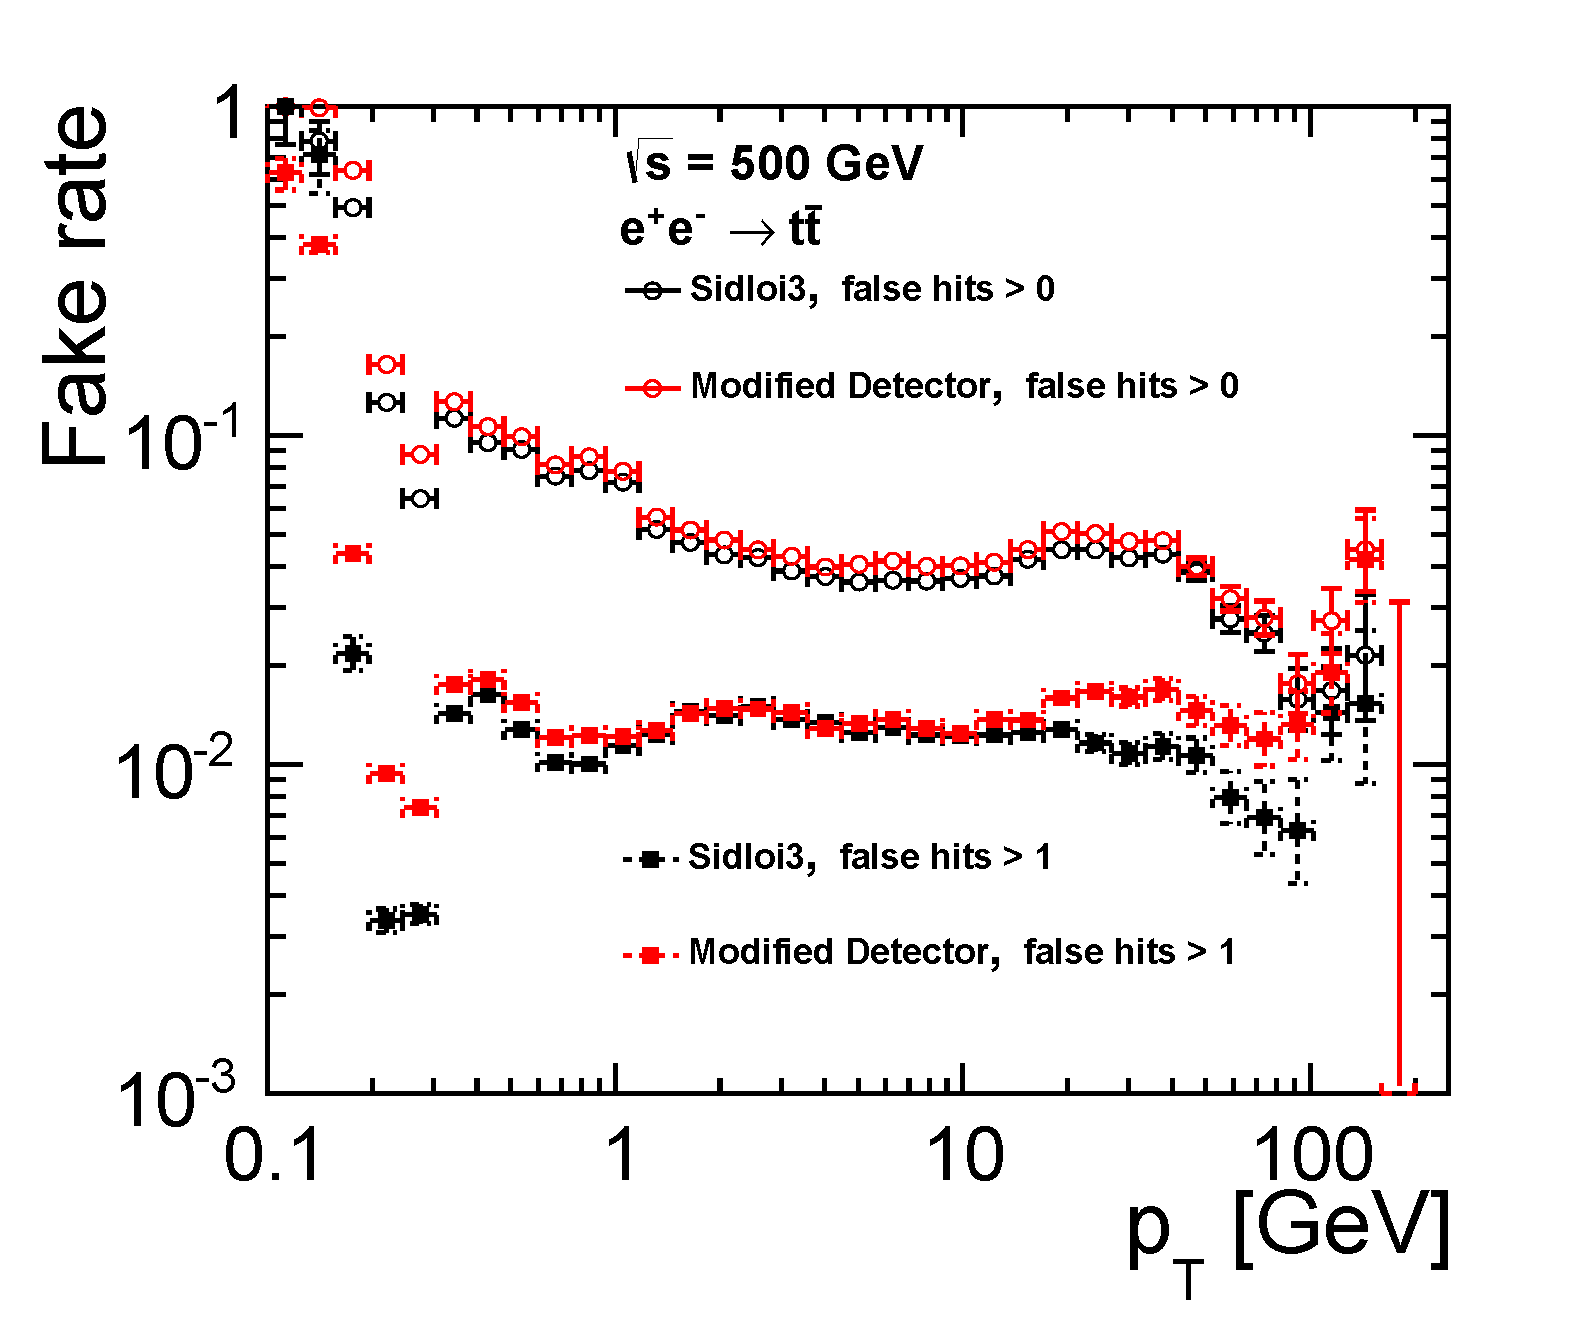 Fake rate
1
10-1
10-2
10-3
0.1
1
10
100
pT [GeV]
√s = 500 GeV
e+e- → tt̄
Sidloi3, false hits > 0
Modified Detector, false hits > 0
Sidloi3, false hits > 1
Modified Detector, false hits > 1